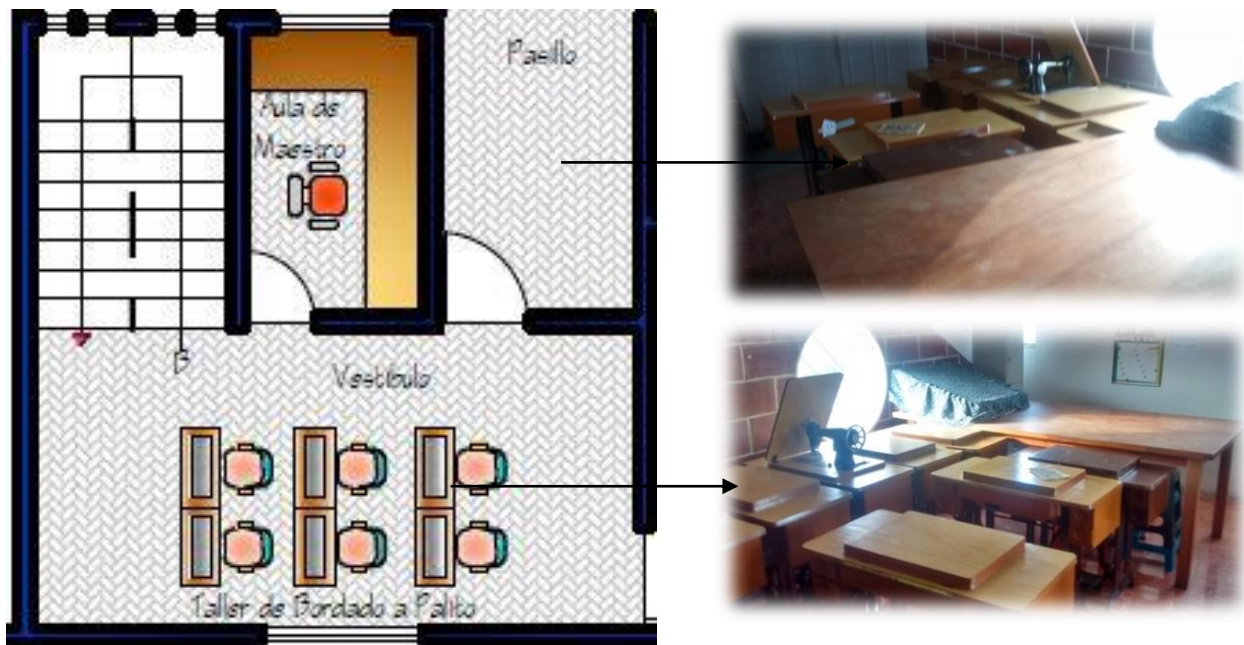 Pasillo
Aula de
Maestro
B
Vestíbulo
Taller de Bordado a Palito